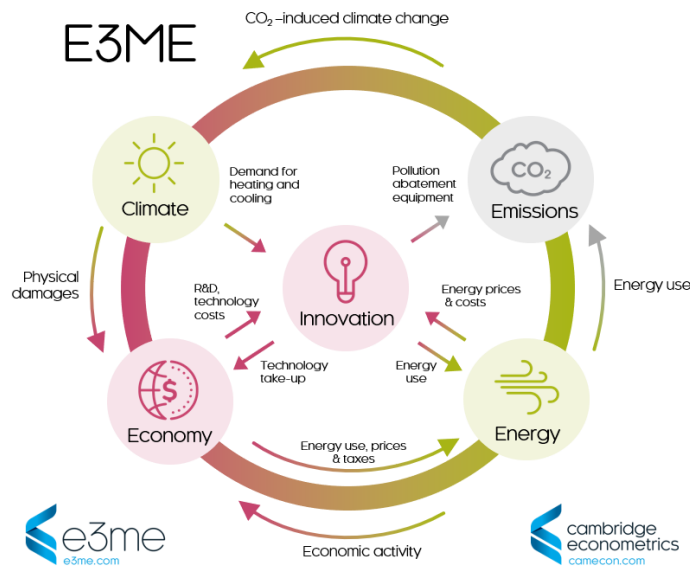 E3ME
CO₂-induced climate change
Climate
Demand for
heating and
cooling
Pollution
abatement
equipment
CO₂
Emissions
Physical
damages
R&D,
technology
costs
Innovation
Energy prices
& costs
Energy use
Technology
take-up
Energy
use
$
Economy
Energy
Energy use, prices
& taxes
Economic activity
e3me
e3me.com
cambridge
econometrics
camecon.com